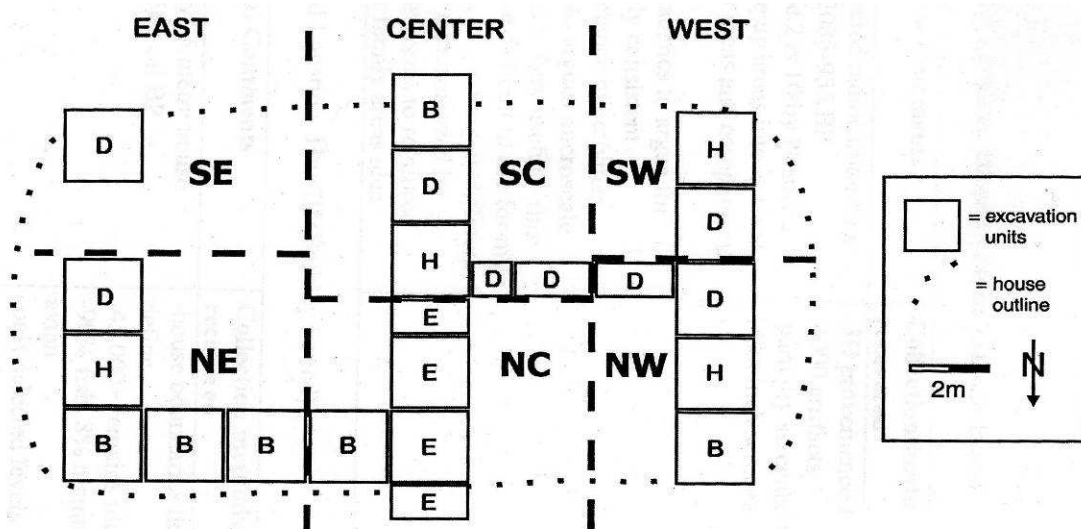 EAST CENTER WEST
B
D H
SE D SC SW
D
H
D D D D D
E
H NE E NC NW H
B B B B E B
E
= excavation
units
= house
outline
2m
N